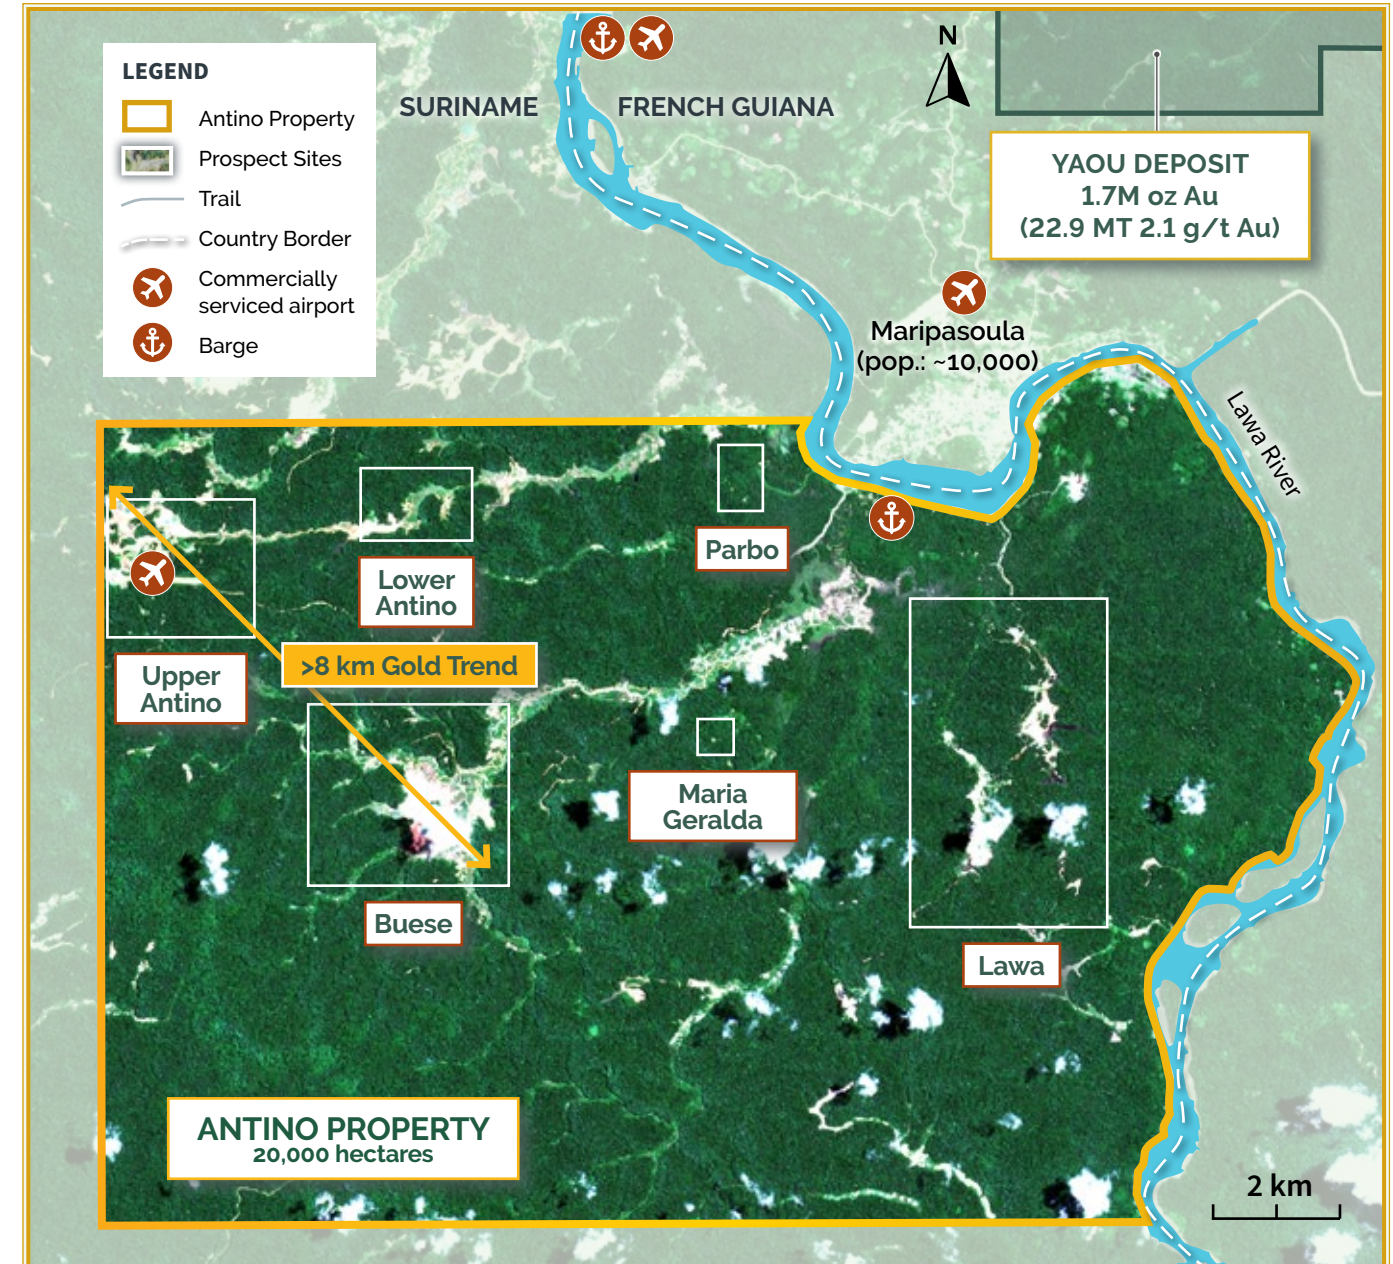 LEGEND
Antino Property
Prospect Sites
Trail
Country Border
Commercially
serviced airport
Barge
SURINAME
FRENCH GUIANA
N
YAOU DEPOSIT
1.7M oz Au
(22.9 MT 2.1 g/t Au)
Maripasoula
(pop.: ~10,000)
Lawa River
Parbo
Lower
Antino
>8 km Gold Trend
Upper
Antino
Maria
Geralda
Buese
Lawa
ANTINO PROPERTY
20,000 hectares
2 km